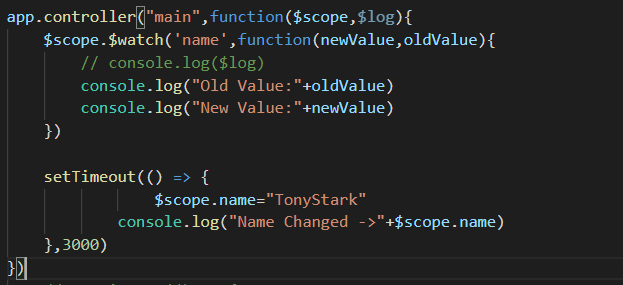 app.controller("main",function($scope,$log){
$scope.$watch('name',function(newValue,oldValue){
// console.log($log)
console.log("Old Value:"+oldValue)
console.log("New Value:"+newValue)
})
setTimeout(() => {
$scope.name="TonyStark"
console.log("Name Changed ->"+$scope.name)
},3000)
})